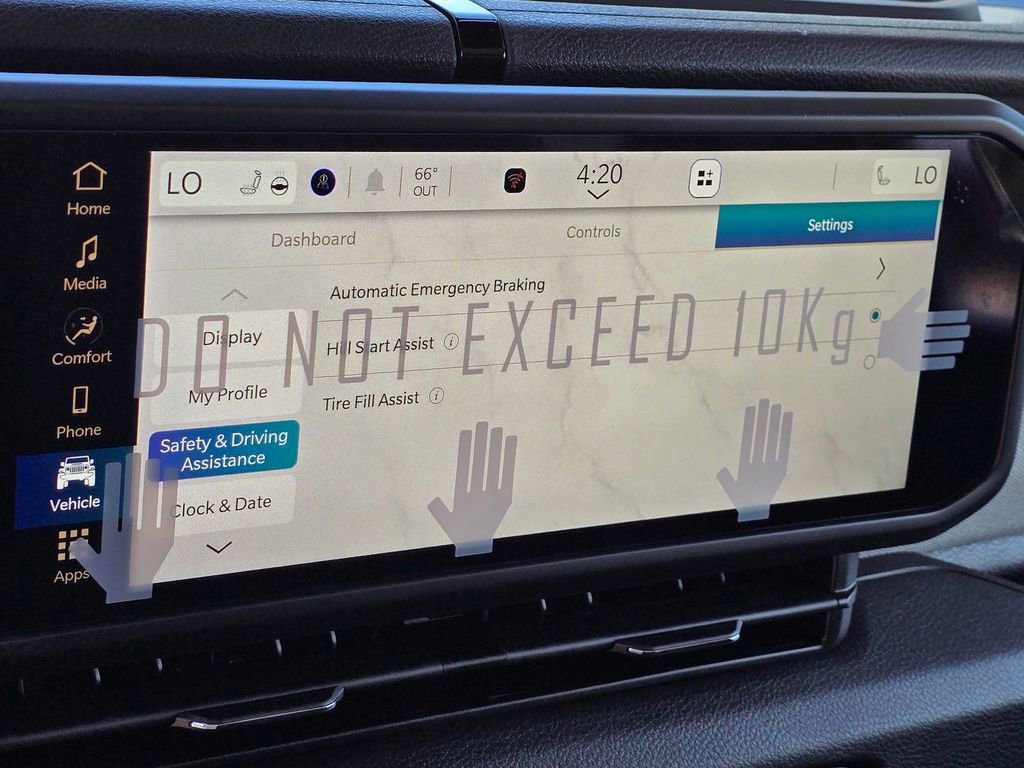 LO
66°
OUT
4:20
LO
Home
Media
Comfort
Phone
Vehicle
Apps
Dashboard
Controls
Settings
Display
My Profile
Safety & Driving
Assistance
Clock & Date
Automatic Emergency Braking
Hill Start Assist
Tire Fill Assist
DO NOT EXCEED 10Kg